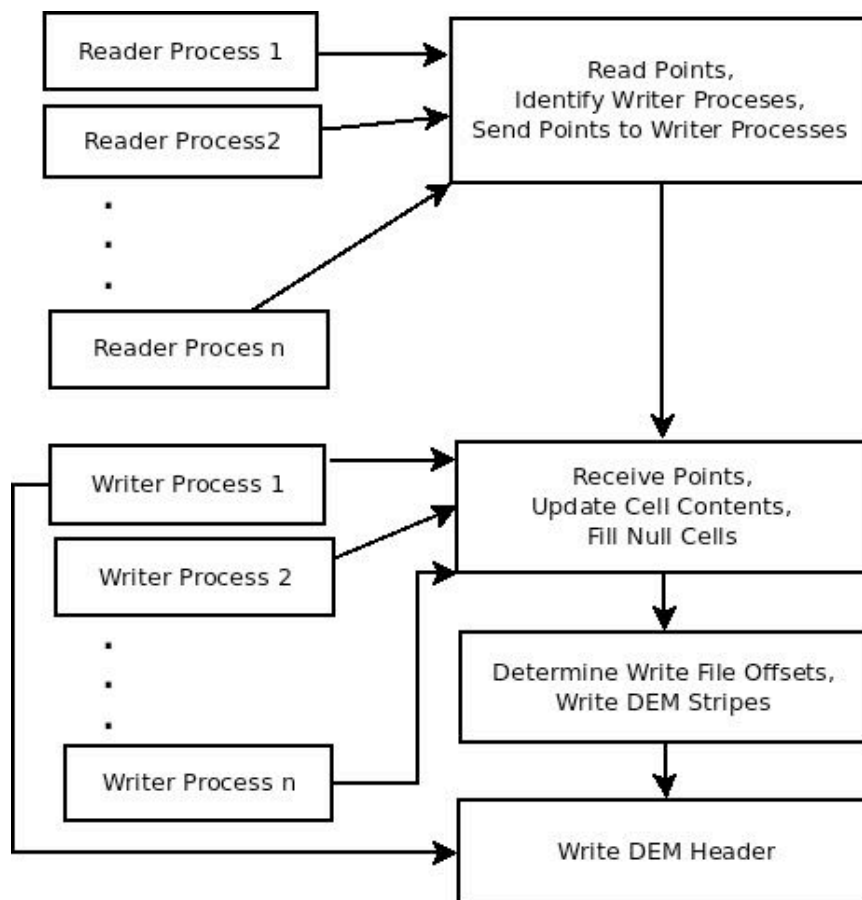 Reader Process 1
Reader Process2
Reader Proces n
Read Points,
Identify Writer Proceses,
Send Points to Writer Processes
Writer Process 1
Writer Process 2
Writer Process n
Receive Points,
Update Cell Contents,
Fill Null Cells
Determine Write File Offsets,
Write DEM Stripes
Write DEM Header